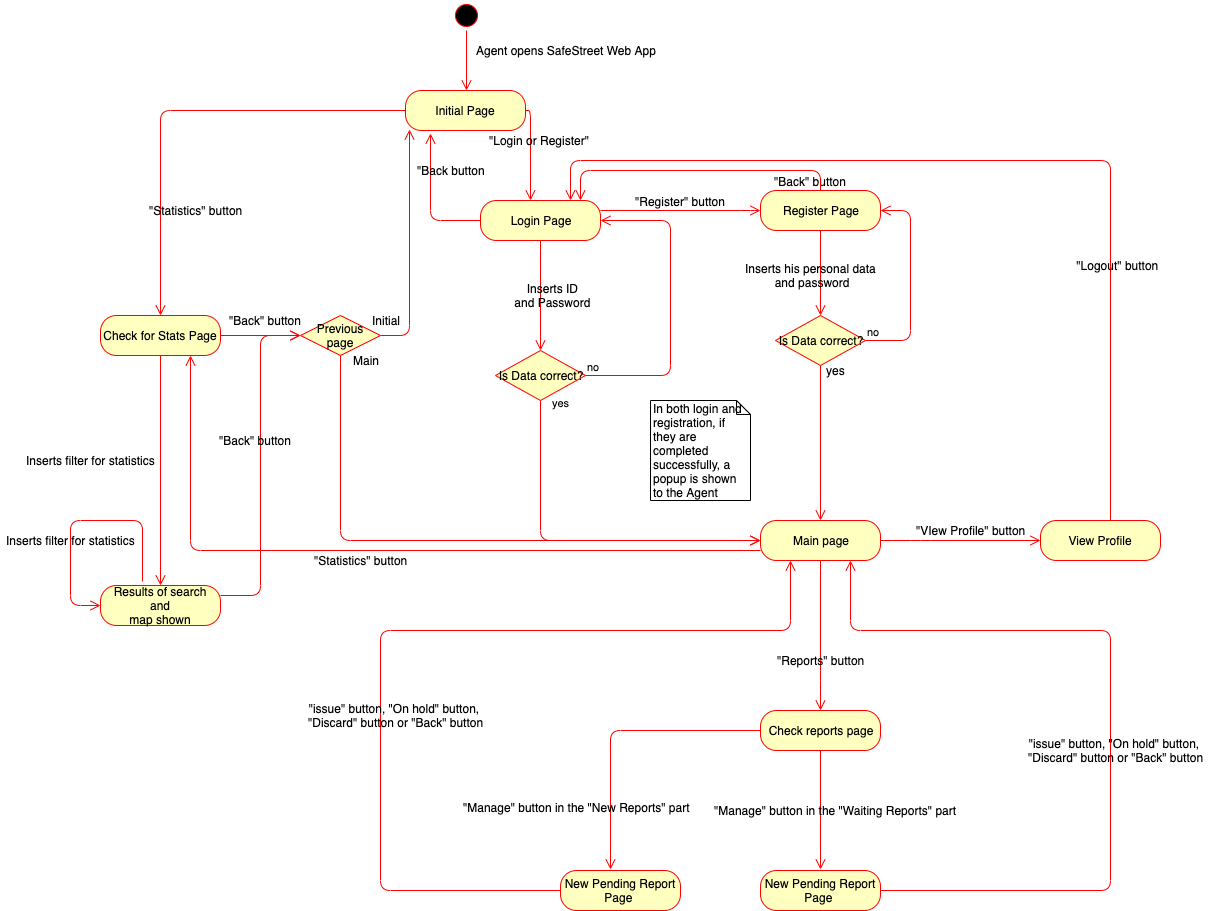 Agent opens SafeStreet Web App
Initial Page
"Login or Register"
"Back button
"Back" button
"Statistics" button
"Register" button
Login Page
Register Page
"Logout" button
Inserts his personal data
and password
Inserts ID
and Password
"Back" button
Initial
Check for Stats Page
Previous
page
Main
no
Is Data correct?
yes
no
Is Data correct?
yes
In both login and
registration, if
they are
completed
successfully, a
popup is shown
to the Agent
"Back" button
Inserts filter for statistics
Inserts filter for statistics
"VIew Profile" button
Main page
View Profile
"Statistics" button
Results of search
and
map shown
"Reports" button
"issue" button, "On hold" button,
"Discard" button or "Back" button
Check reports page
"issue" button, "On hold" button,
"Discard" button or "Back" button
"Manage" button in the "New Reports" part
"Manage" button in the "Waiting Reports" part
New Pending Report
Page
New Pending Report
Page